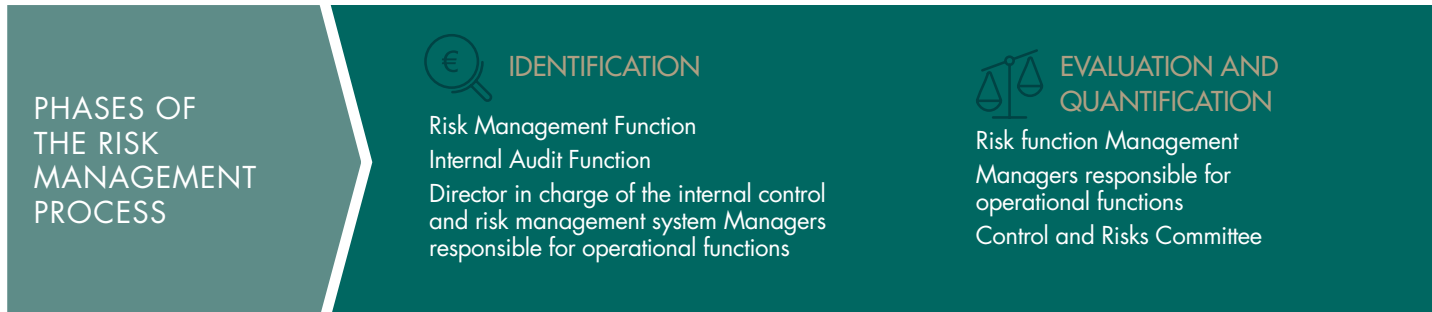 PHASES OF
THE RISK
MANAGEMENT
PROCESS
€
IDENTIFICATION
Risk Management Function
Internal Audit Function
Director in charge of the internal control
and risk management system Managers
responsible for operational functions
EVALUATION AND
QUANTIFICATION
Risk function Management
Managers responsible for
operational functions
Control and Risks Committee